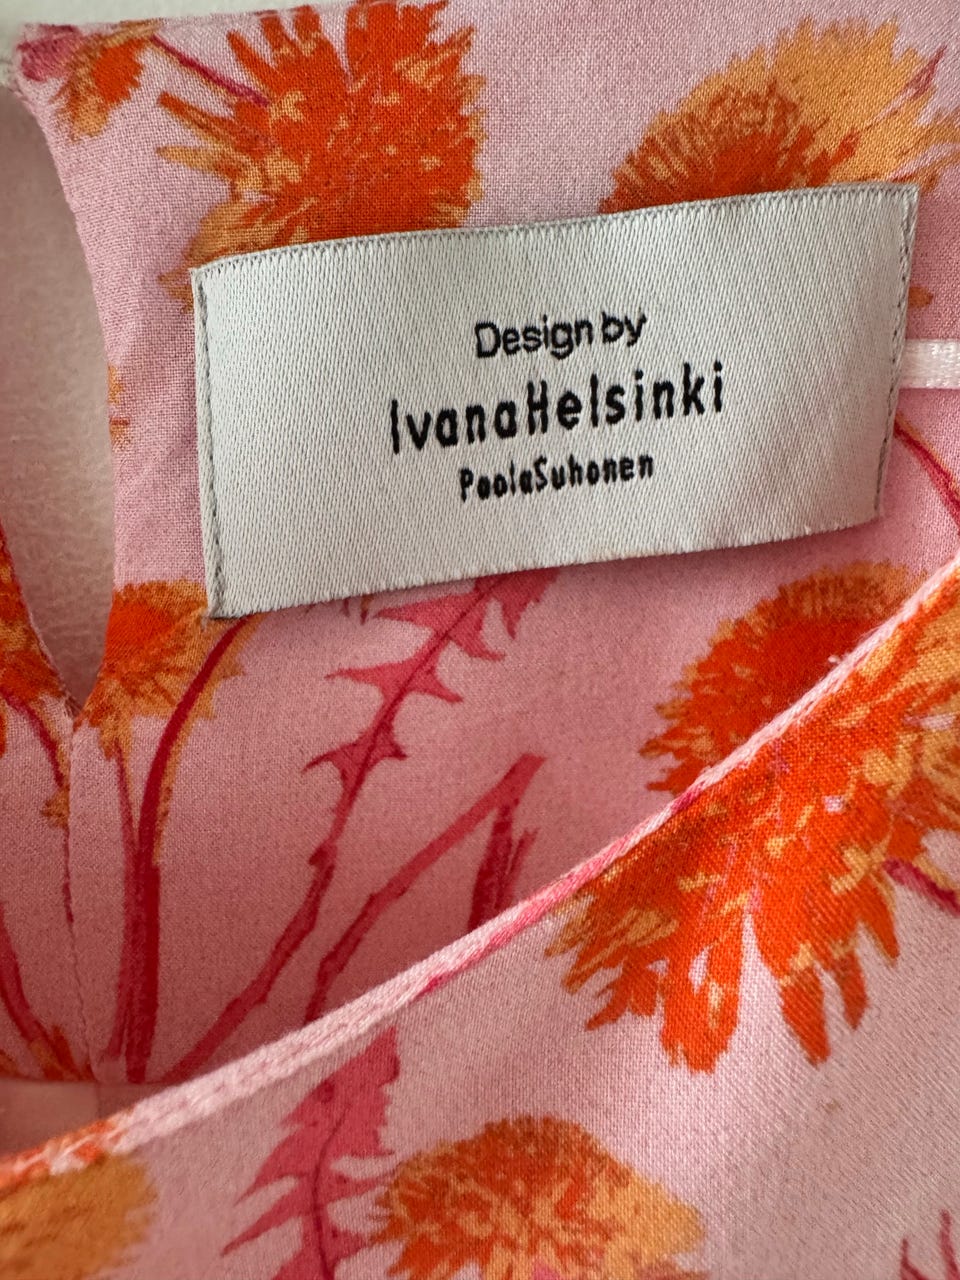 Design by
IvanaHelsinki
PaolaSuhonen